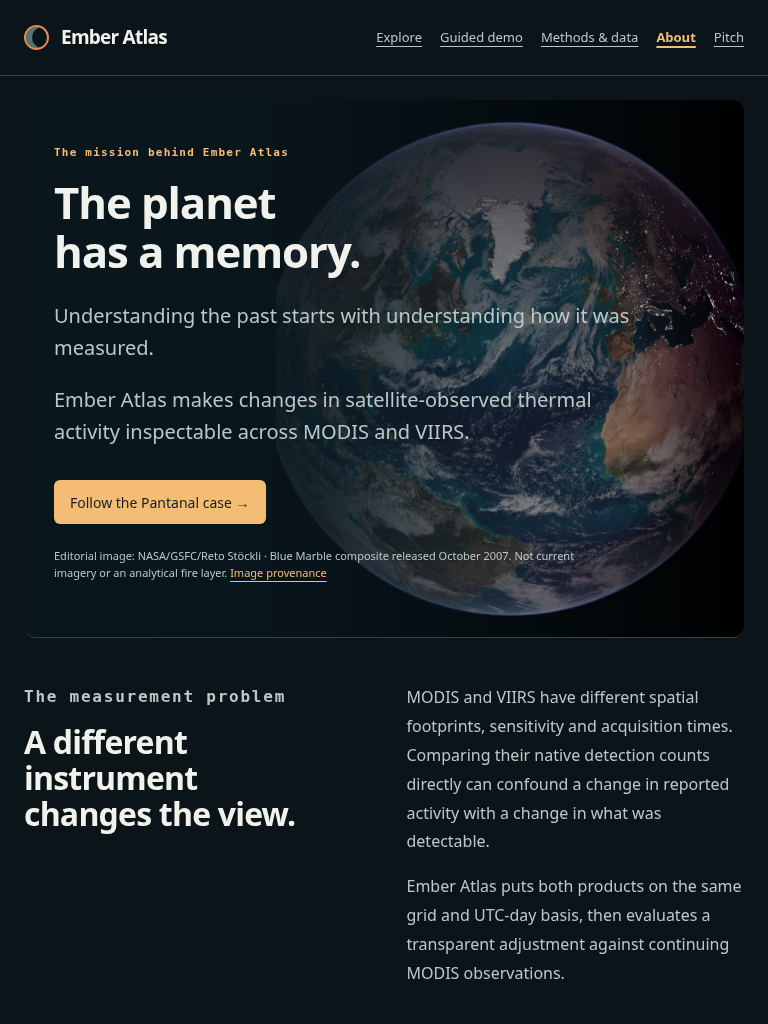 Ember Atlas
Explore Guided demo Methods & data About Pitch
The mission behind Ember Atlas
The planet
has a memory.
Understanding the past starts with understanding how it was
measured.
Ember Atlas makes changes in satellite-observed thermal
activity inspectable across MODIS and VIIRS.
Follow the Pantanal case →
Editorial image: NASA/GSFC/Reto Stöckli · Blue Marble composite released October 2007. Not current
imagery or an analytical fire layer. Image provenance
The measurement problem
A different
instrument
changes the view.
MODIS and VIIRS have different spatial
footprints, sensitivity and acquisition times.
Comparing their native detection counts
directly can confound a change in reported
activity with a change in what was
detectable.
Ember Atlas puts both products on the same
grid and UTC-day basis, then evaluates a
transparent adjustment against continuing
MODIS observations.